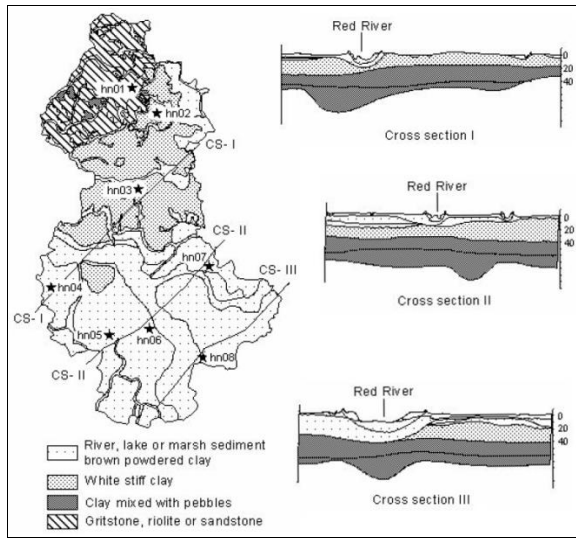 Red River
0
20
40
Cross section I
hn01
hn02
CS- I
hn03
Red River
0
20
40
Cross section II
CS- II
hn07
CS- III
hn04
CS- I
hn05
hn06
hn08
CS- II
Red River
0
20
40
Cross section III
River, lake or marsh sediment
brown powdered clay
White stiff clay
Clay mixed with pebbles
Gritstone, riolite or sandstone